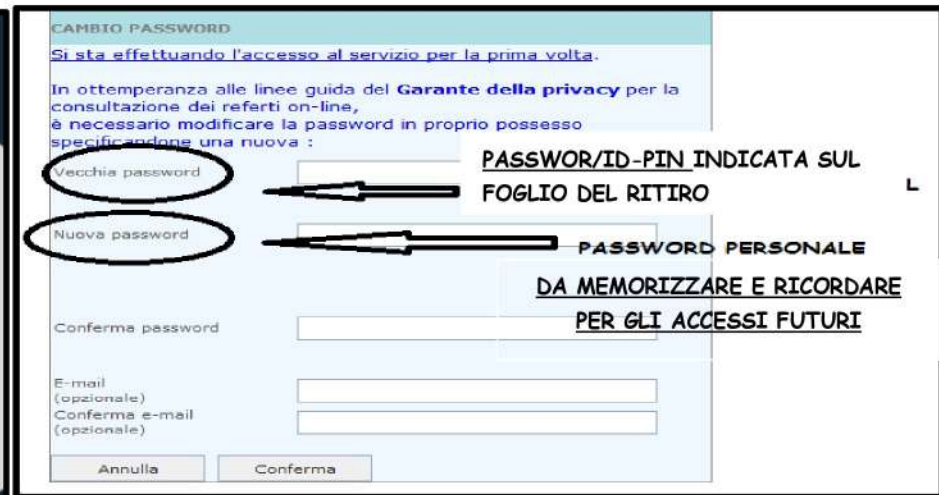 CAMBIO PASSWORD
Si sta effettuando l'accesso al servizio per la prima volta.
In ottemperanza alle linee guida del Garante della privacy per la
consultazione dei referti on-line,
è necessario modificare la password in proprio possesso
specificandone una nuova :
Vecchia password
PASSWOR/ID-PIN INDICATA SUL
FOGLIO DEL RITIRO
L
Nuova password
PASSWORD PERSONALE
DA MEMORIZZARE E RICORDARE
PER GLI ACCESSI FUTURI
Conferma password
E-mail
(opzionale)
Conferma e-mail
(opzionale)
Annulla
Conferma